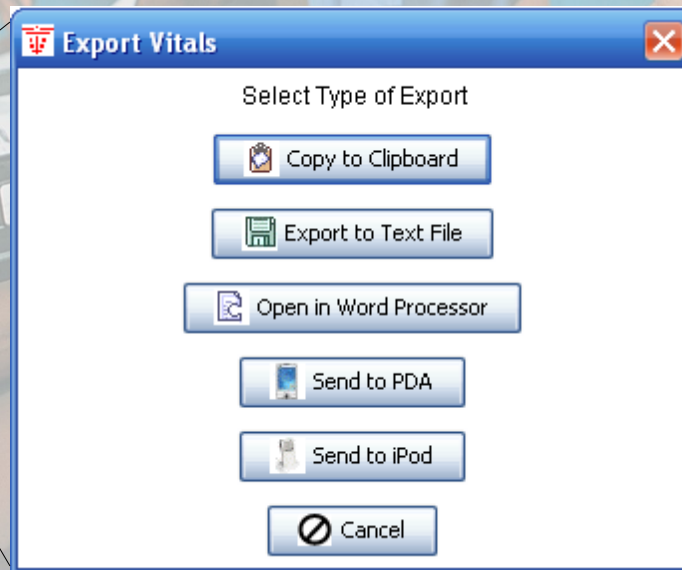 Export Vitals
Select Type of Export
Copy to Clipboard
Export to Text File
Open in Word Processor
Send to PDA
Send to iPod
Cancel